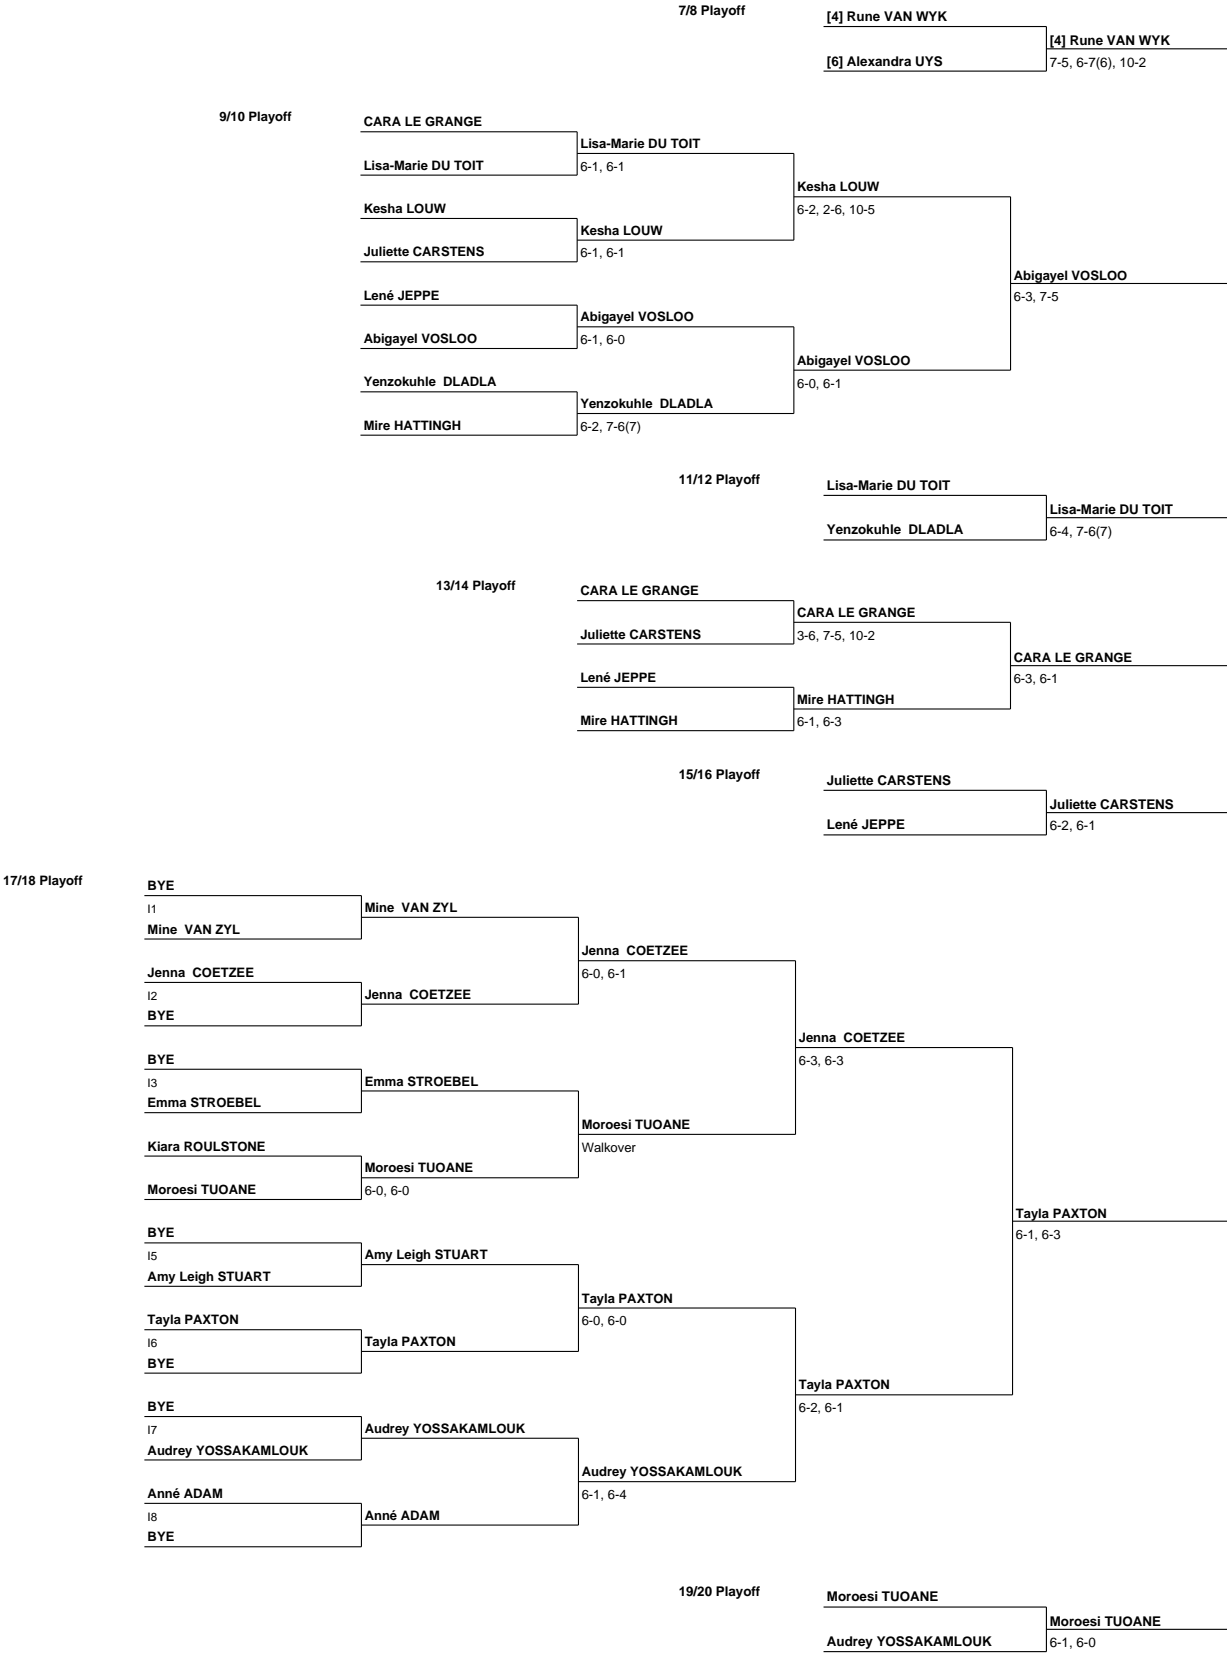 7/8 Playoff
[4] Rune VAN WYK
[4] Rune VAN WYK
[6] Alexandra UYS
7-5, 6-7(6), 10-2
9/10 Playoff
CARA LE GRANGE
Lisa-Marie DU TOIT
Lisa-Marie DU TOIT
6-1, 6-1
Kesha LOUW
6-2, 2-6, 10-5
Kesha LOUW
Kesha LOUW
Juliette CARSTENS
6-1, 6-1
Abigayel VOSLOO
6-3, 7-5
Lené JEPPE
Abigayel VOSLOO
Abigayel VOSLOO
6-1, 6-0
Abigayel VOSLOO
6-0, 6-1
Yenzokuhle DLADLA
Yenzokuhle DLADLA
Mire HATTINGH
6-2, 7-6(7)
11/12 Playoff
Lisa-Marie DU TOIT
Lisa-Marie DU TOIT
Yenzokuhle DLADLA
6-4, 7-6(7)
13/14 Playoff
CARA LE GRANGE
CARA LE GRANGE
Juliette CARSTENS
3-6, 7-5, 10-2
CARA LE GRANGE
6-3, 6-1
Lené JEPPE
Mire HATTINGH
Mire HATTINGH
6-1, 6-3
15/16 Playoff
Juliette CARSTENS
Juliette CARSTENS
Lené JEPPE
6-2, 6-1
17/18 Playoff
BYE
I1
Mine VAN ZYL
Mine VAN ZYL
Jenna COETZEE
6-0, 6-1
Jenna COETZEE
I2
Jenna COETZEE
BYE
Jenna COETZEE
6-3, 6-3
BYE
I3
Emma STROEBEL
Emma STROEBEL
Moroesi TUOANE
Walkover
Kiara ROULSTONE
Moroesi TUOANE
Moroesi TUOANE
6-0, 6-0
Tayla PAXTON
6-1, 6-3
BYE
I5
Amy Leigh STUART
Amy Leigh STUART
Tayla PAXTON
6-0, 6-0
Tayla PAXTON
I6
Tayla PAXTON
BYE
Tayla PAXTON
6-2, 6-1
BYE
I7
Audrey YOSSAKAMLOUK
Audrey YOSSAKAMLOUK
Audrey YOSSAKAMLOUK
6-1, 6-4
Anné ADAM
I8
Anné ADAM
BYE
19/20 Playoff
Moroesi TUOANE
Moroesi TUOANE
Audrey YOSSAKAMLOUK
6-1, 6-0